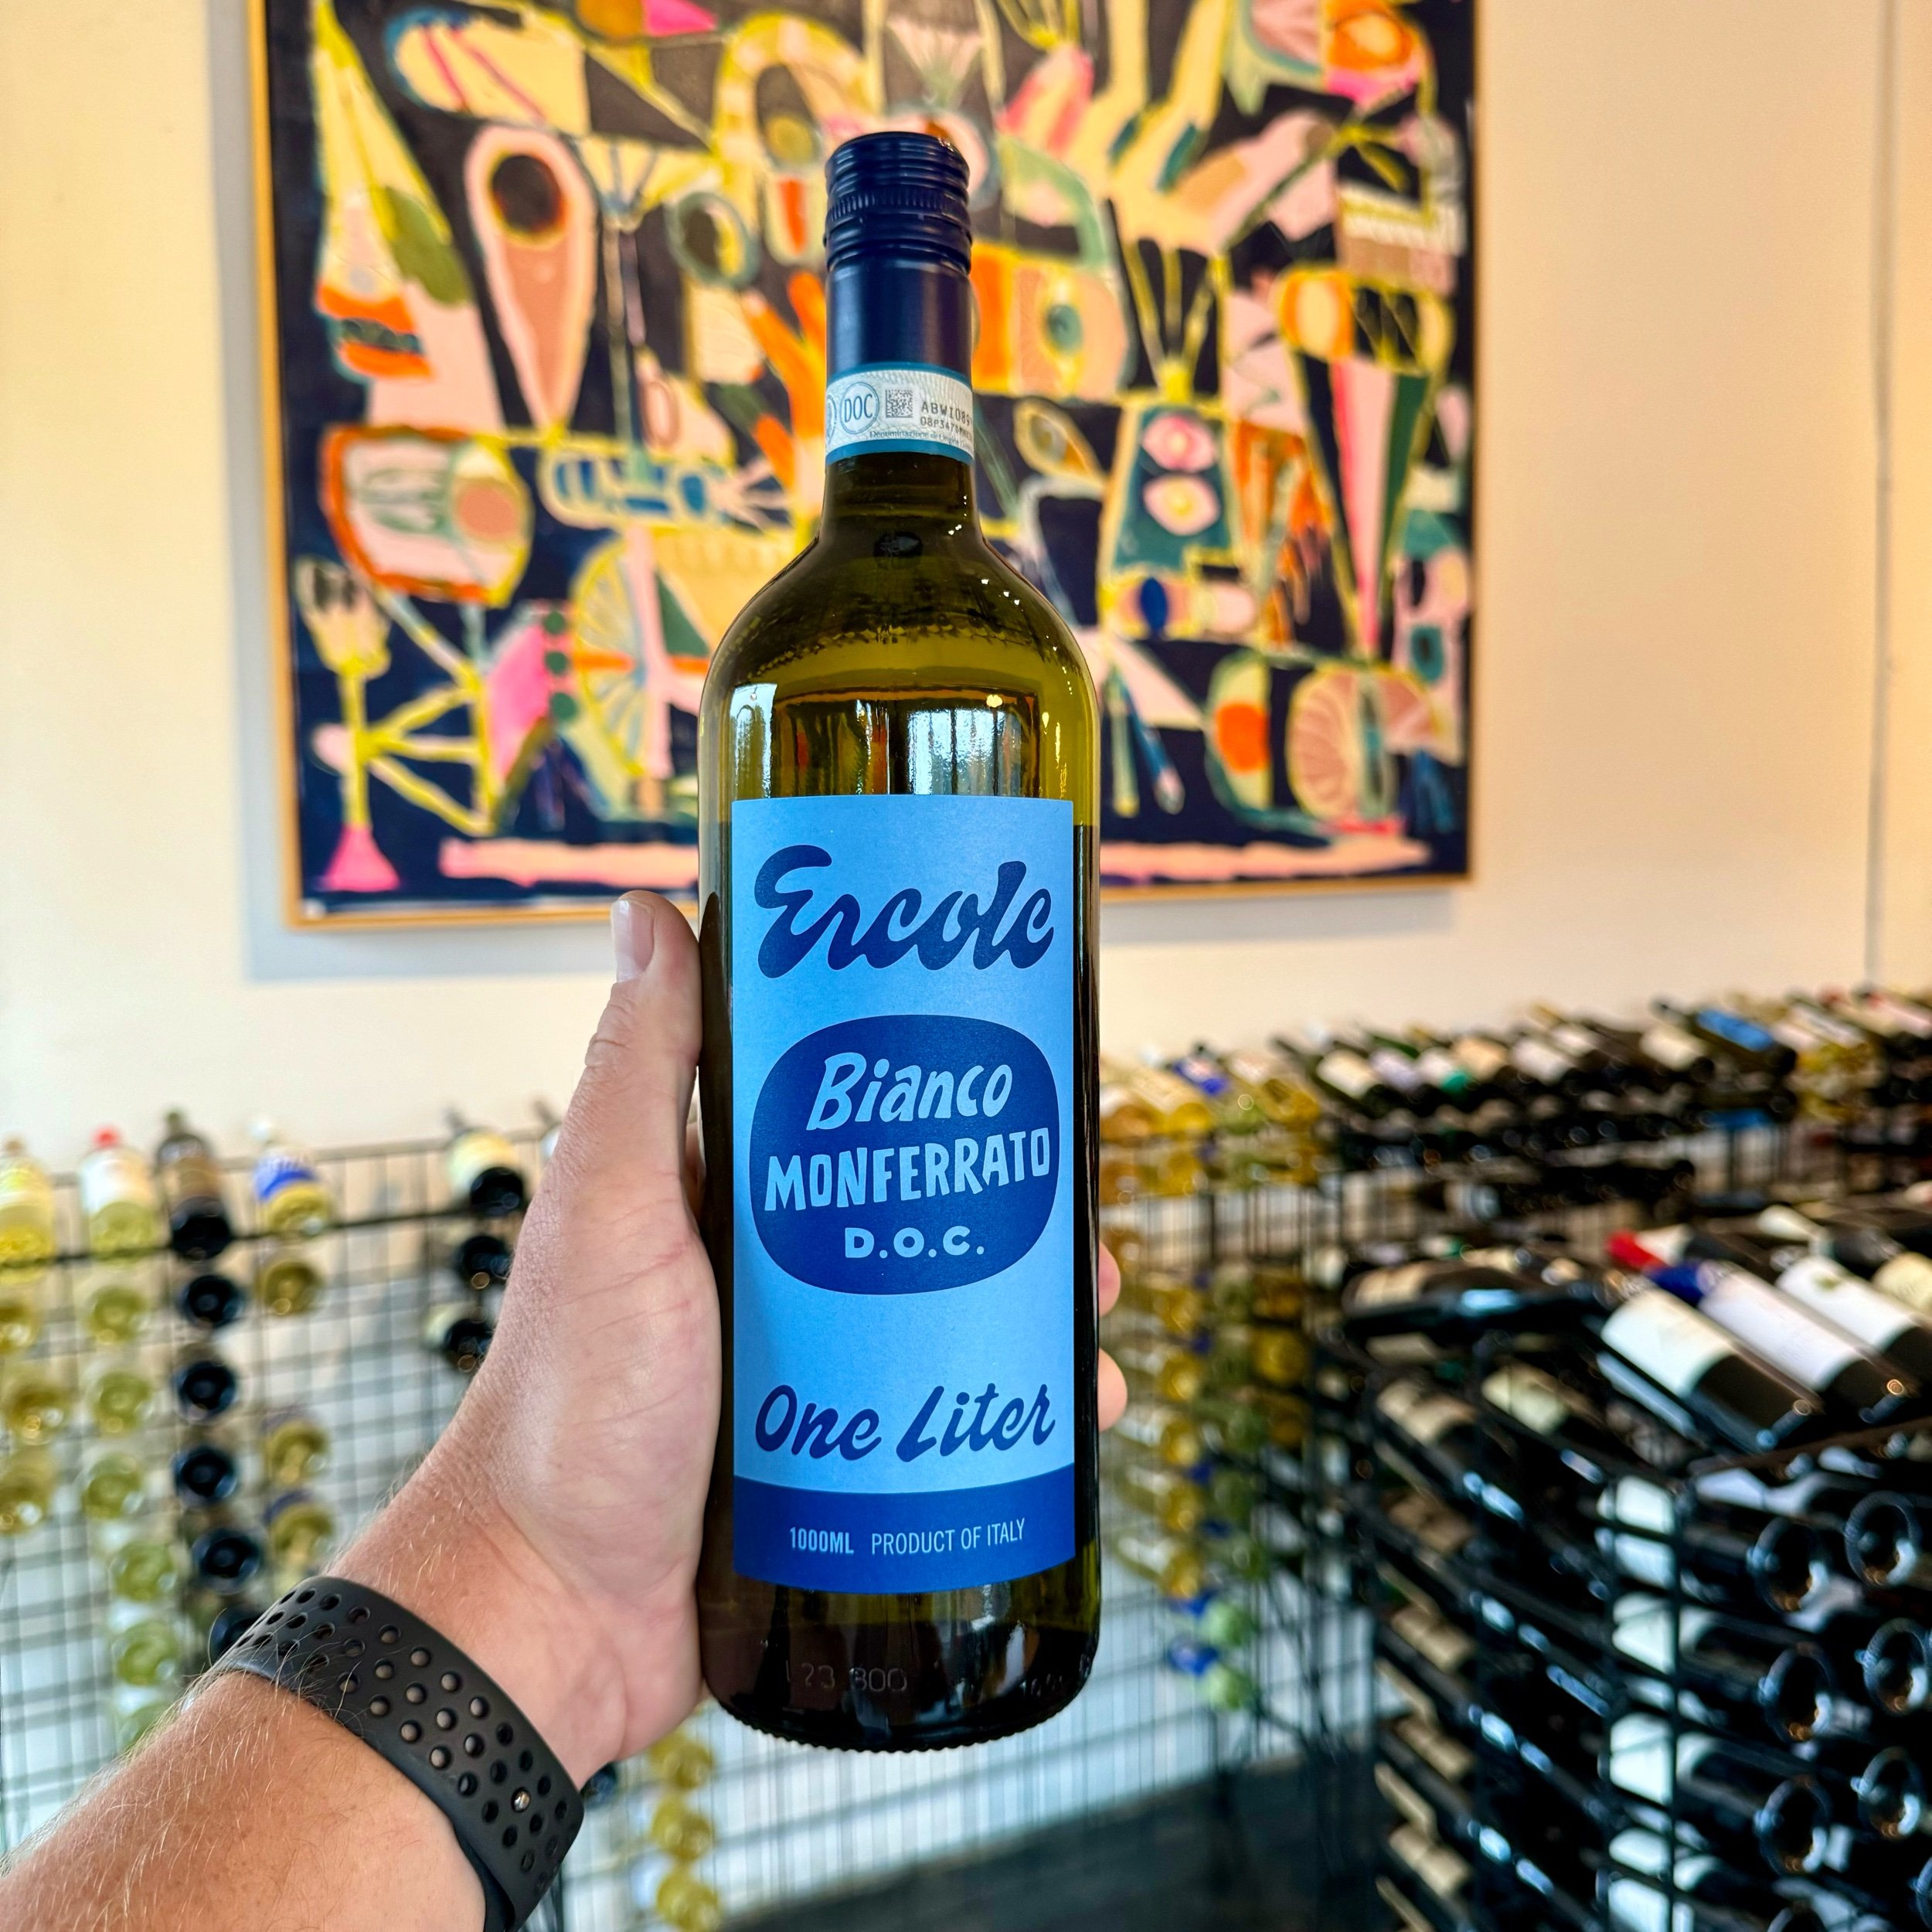 DOC
Ercole
Bianco
MONFERRATO
D.O.C.
One Liter
1000ML PRODUCT OF ITALY